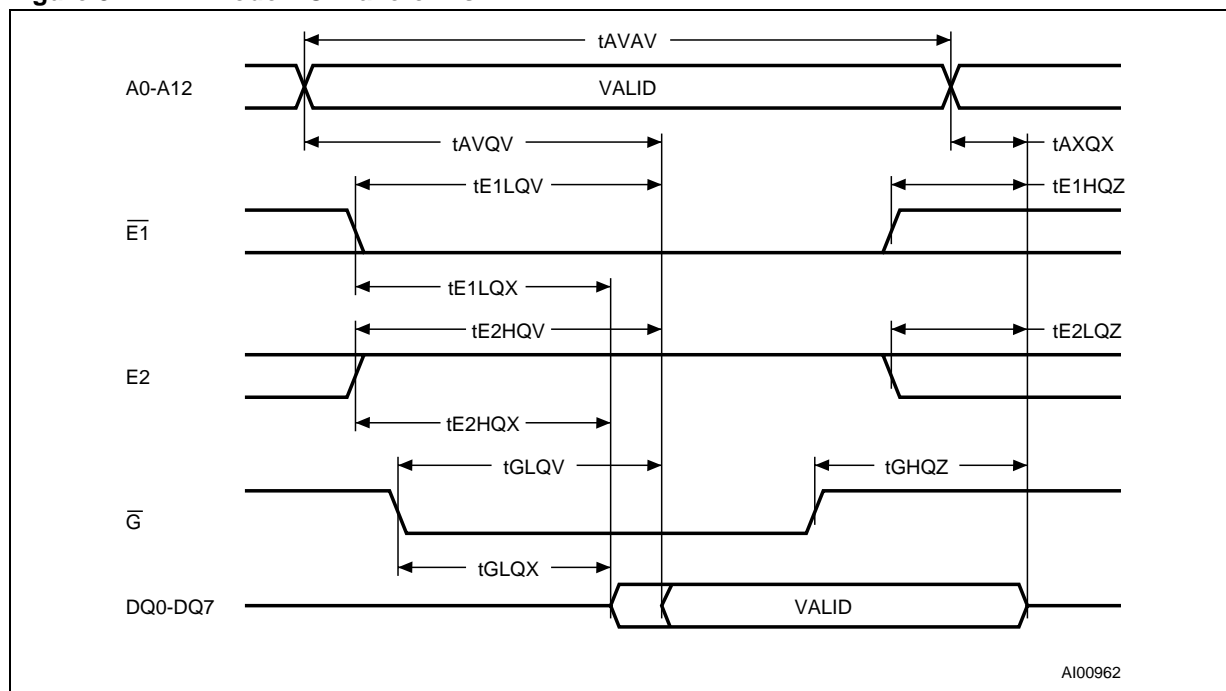 tAVAV
A0-A12
VALID
tAVQV
tAXQX
tE1LQV
tE1HQZ
E1
tE1LQX
tE2HQV
tE2LQZ
E2
tE2HQX
tGLQV
tGHQZ
G
tGLQX
DQ0-DQ7
VALID
AI00962